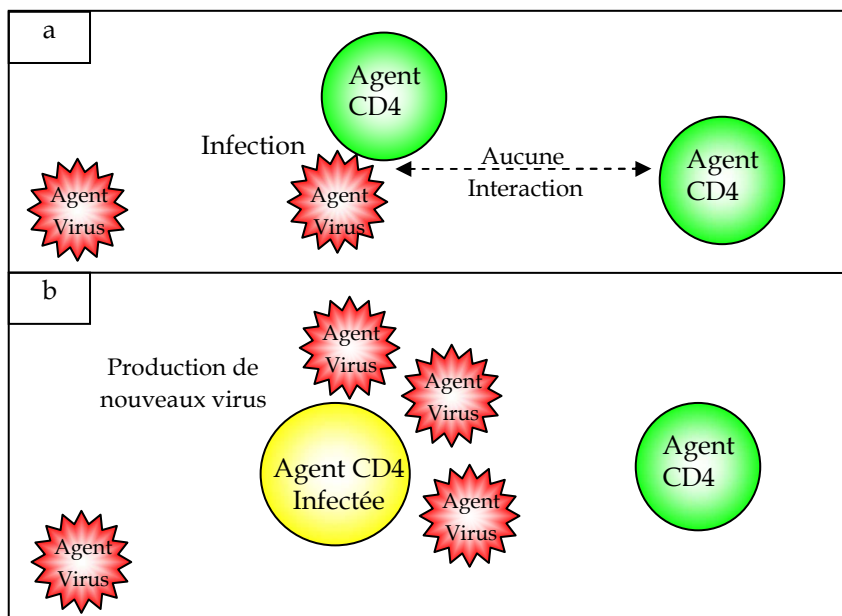 a
Agent
CD4
Infection
Aucune
Interaction
Agent
CD4
Agent
Virus
Agent
Virus
b
Agent
Virus
Production de
nouveaux virus
Agent
Virus
Agent CD4
Infectée
Agent
CD4
Agent
Virus
Agent
Virus